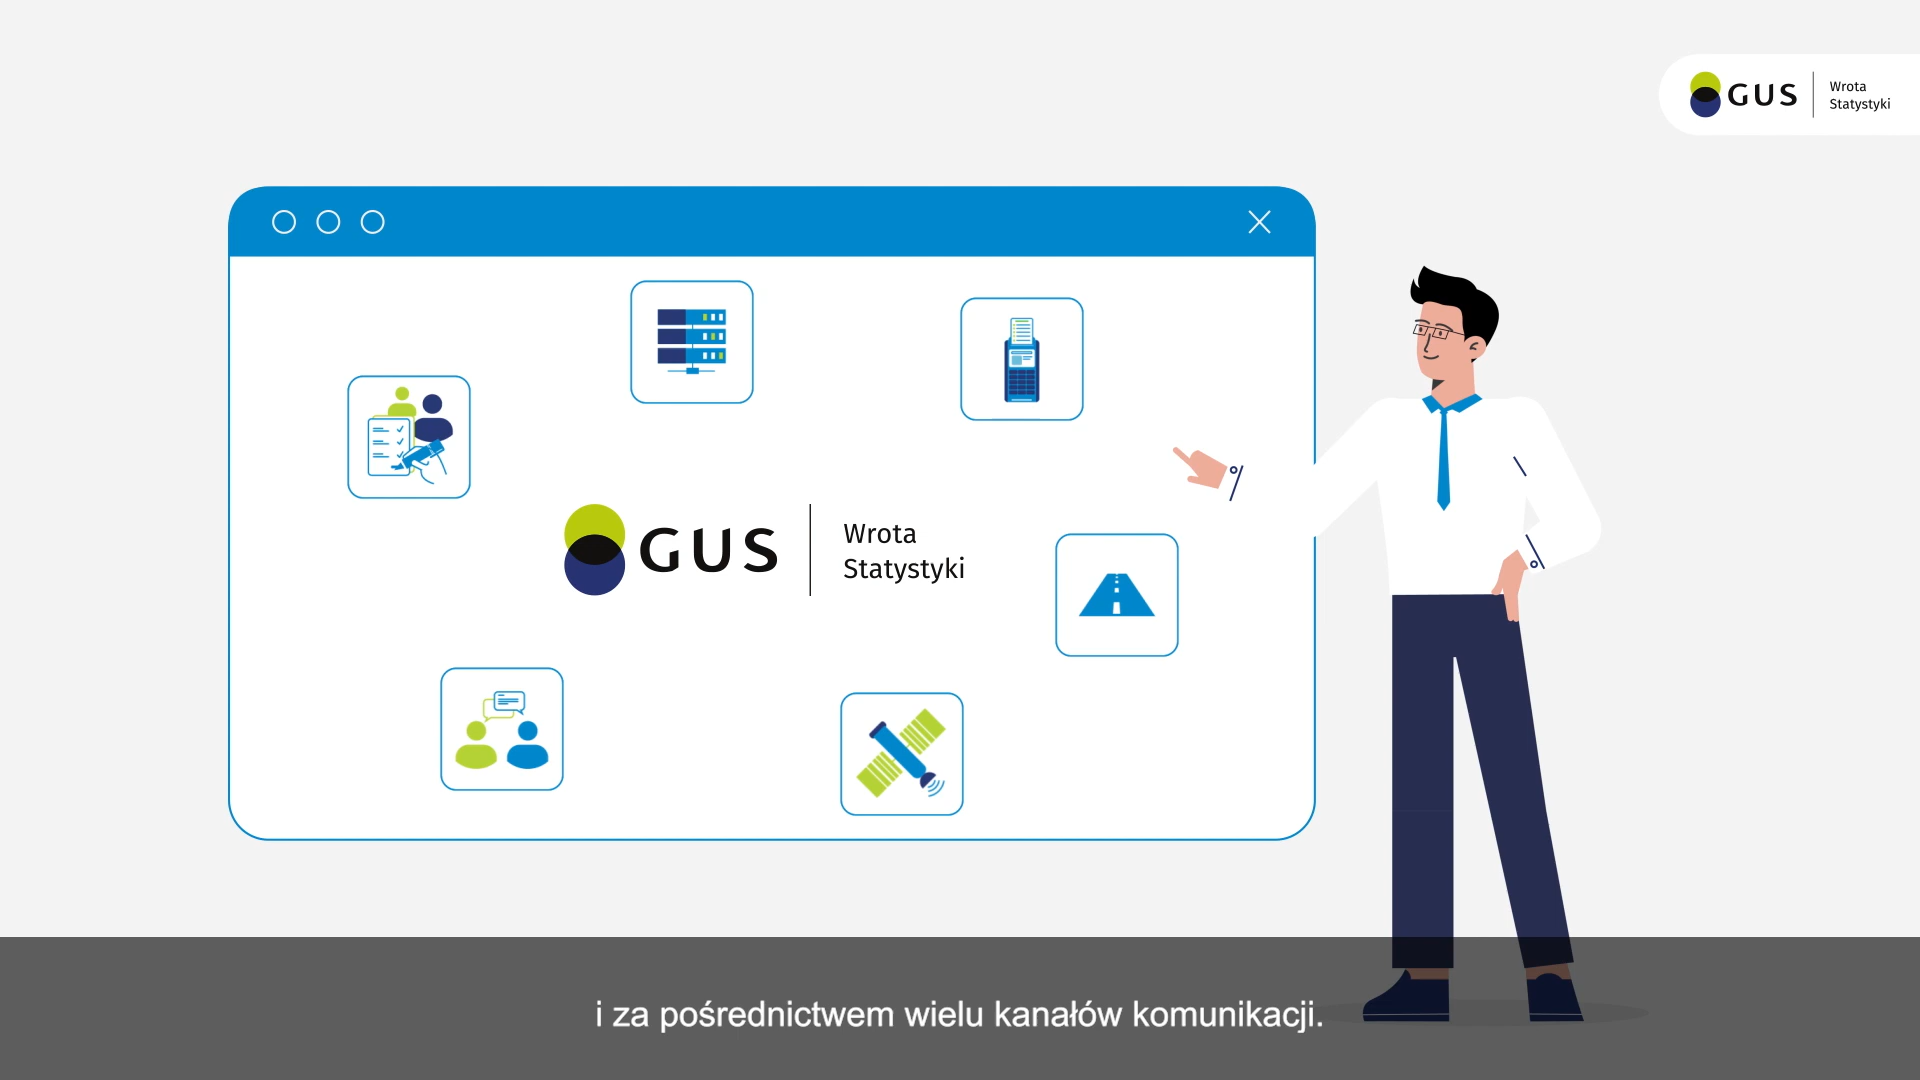 GUS
Wrota
Statystyki
GUS
Wrota
Statystyki
i za pośrednictwem wielu kanałów komunikacji.